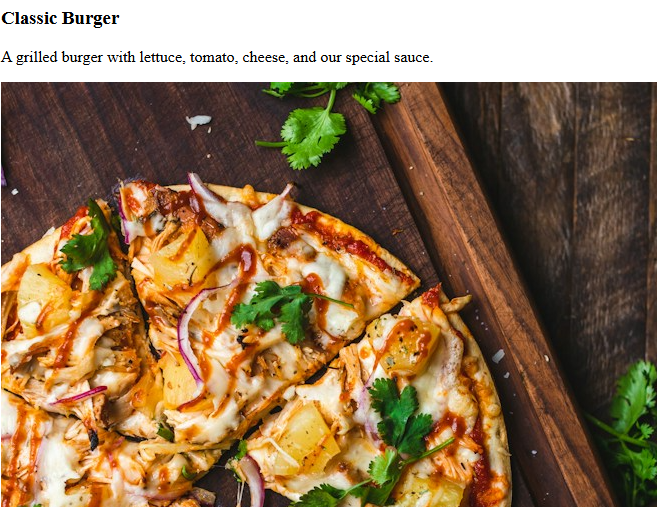 Classic Burger
A grilled burger with lettuce, tomato, cheese, and our special sauce.